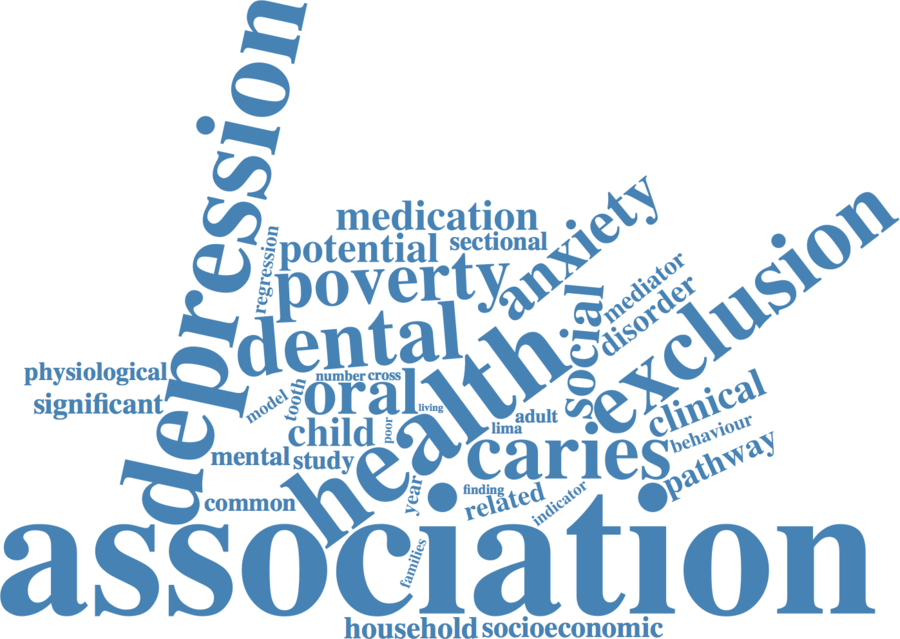 depression
medication
anxiety
exclusion
potential
sectional
regression
poverty
mediator
disorder
social
dental
health
physiological
significant
number
cross
model
tooth
oral
living
child
poor
adult
lima
clinical
behaviour
mental
study
caries
pathway
common
year
finding
related
indicator
association
families
household
socioeconomic